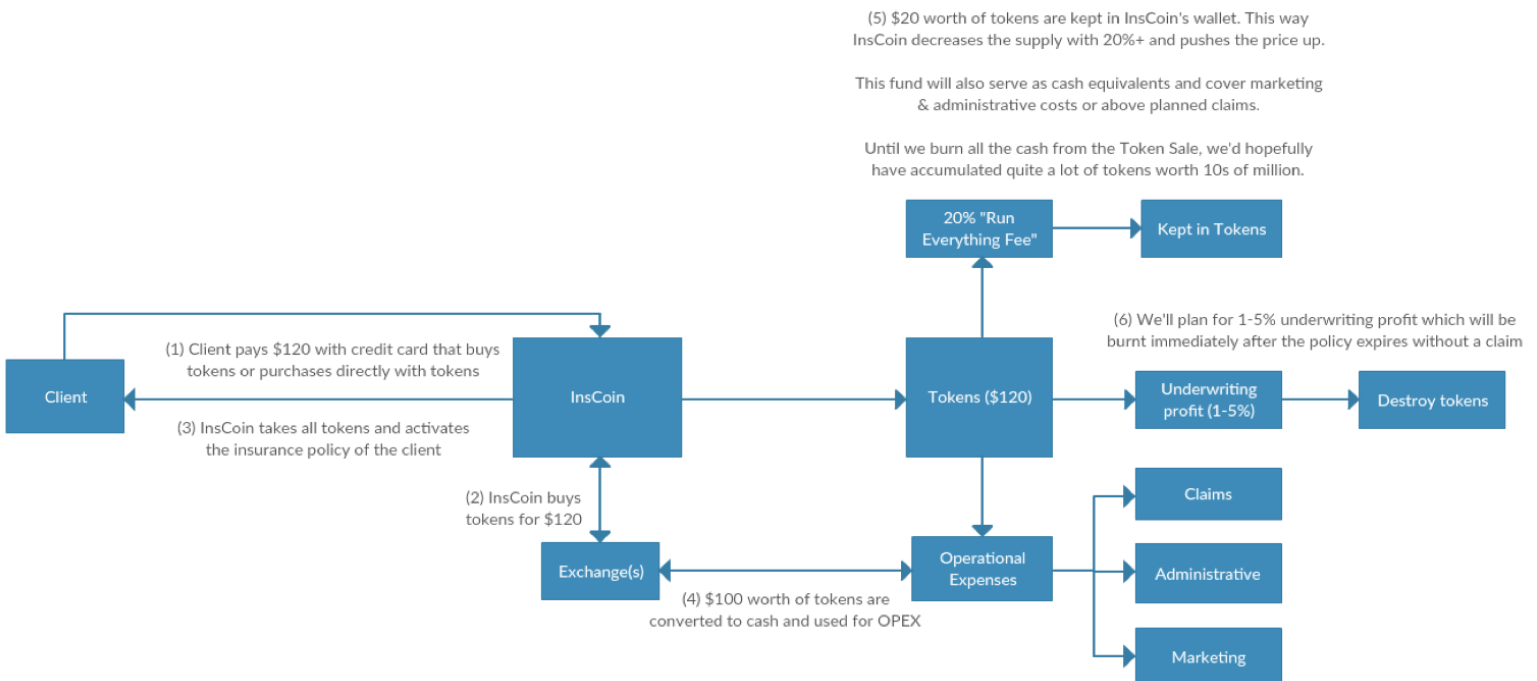 (5) $20 worth of tokens are kept in InsCoin's wallet. This way
InsCoin decreases the supply with 20%+ and pushes the price up.
This fund will also serve as cash equivalents and cover marketing
& administrative costs or above planned claims.
Until we burn all the cash from the Token Sale, we'd hopefully
have accumulated quite a lot of tokens worth 10s of million.
20% "Run
Everything Fee"
Kept in Tokens
(1) Client pays $120 with credit card that buys
tokens or purchases directly with tokens
(6) We'll plan for 1-5% underwriting profit which will be
burnt immediately after the policy expires without a claim
Client
InsCoin
Tokens ($120)
Underwriting
profit (1-5%)
Destroy tokens
(3) InsCoin takes all tokens and activates
the insurance policy of the client
(2) InsCoin buys
tokens for $120
Claims
Exchange(s)
Operational
Expenses
Administrative
(4) $100 worth of tokens are
converted to cash and used for OPEX
Marketing